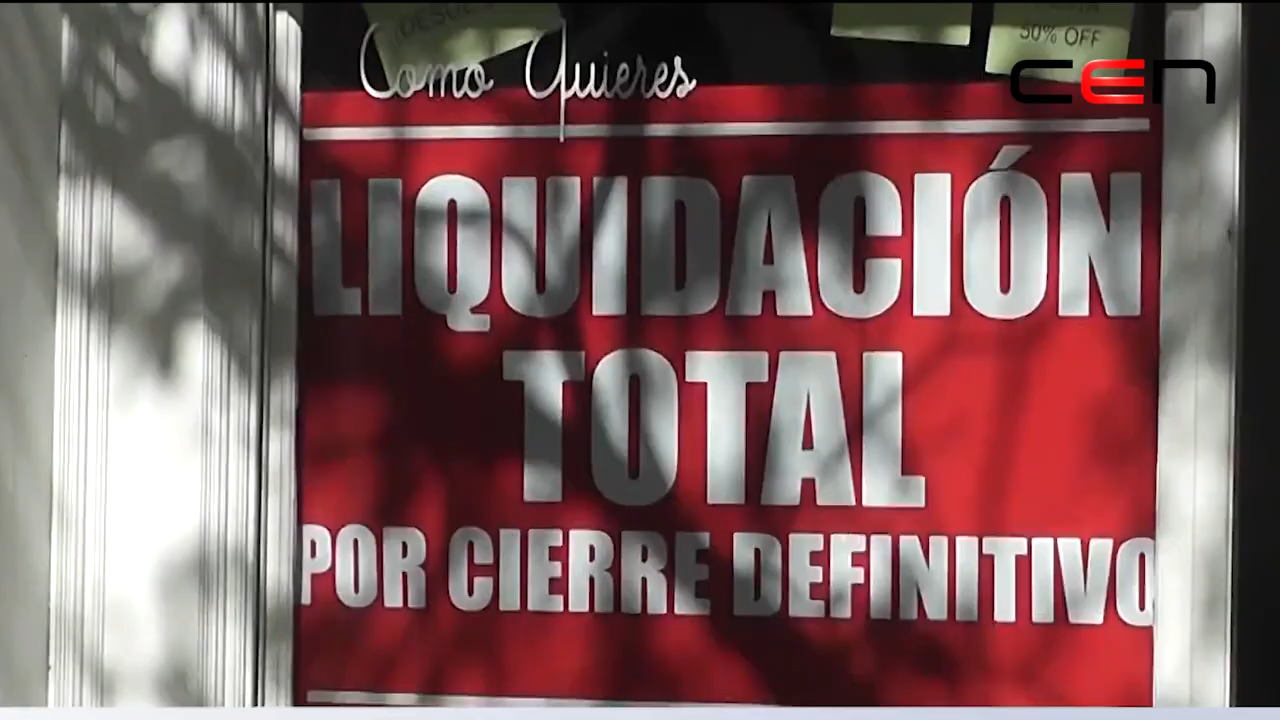 50% OFF
Como Quieres
cen
LIQUIDACIÓN
TOTAL
POR CIERRE DEFINITIVO